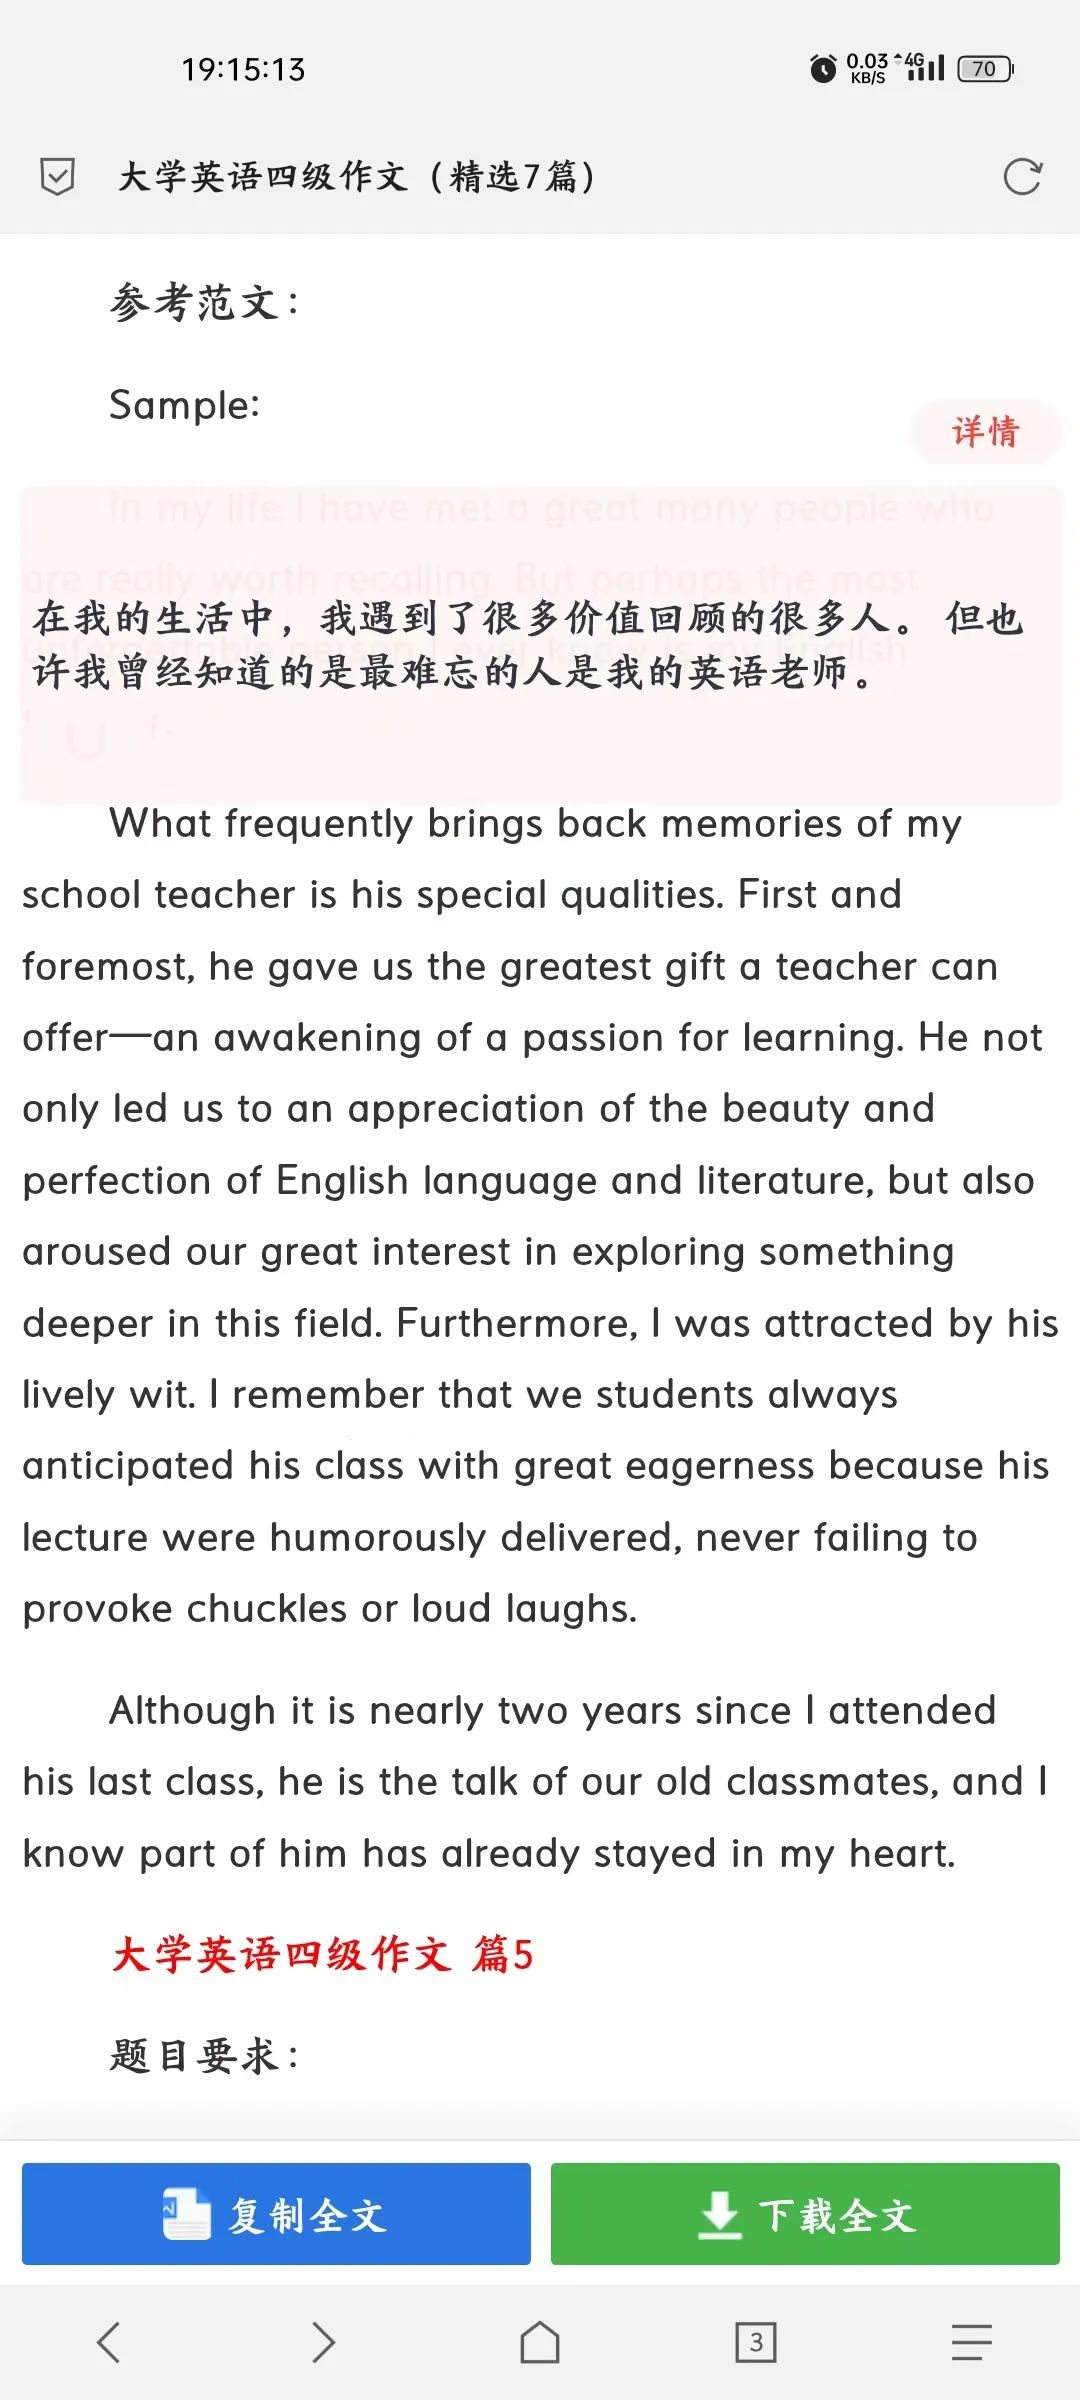 19:15:13
0.03 KB/S 4G 70
大学英语四级作文（精选7篇）
参考范文：
Sample:
详情
In my life I have met a great many people who
are really worth recalling. But perhaps the most
unforgettable person I ever know is my English
在我的生活中，我遇到了很多价值回顾的很多人。 但也
许我曾经知道的是最难忘的人是我的英语老师。
What frequently brings back memories of my
school teacher is his special qualities. First and
foremost, he gave us the greatest gift a teacher can
offer—an awakening of a passion for learning. He not
only led us to an appreciation of the beauty and
perfection of English language and literature, but also
aroused our great interest in exploring something
deeper in this field. Furthermore, I was attracted by his
lively wit. I remember that we students always
anticipated his class with great eagerness because his
lecture were humorously delivered, never failing to
provoke chuckles or loud laughs.
Although it is nearly two years since I attended
his last class, he is the talk of our old classmates, and I
know part of him has already stayed in my heart.
大学英语四级作文 篇5
题目要求：
复制全文
下载全文
3